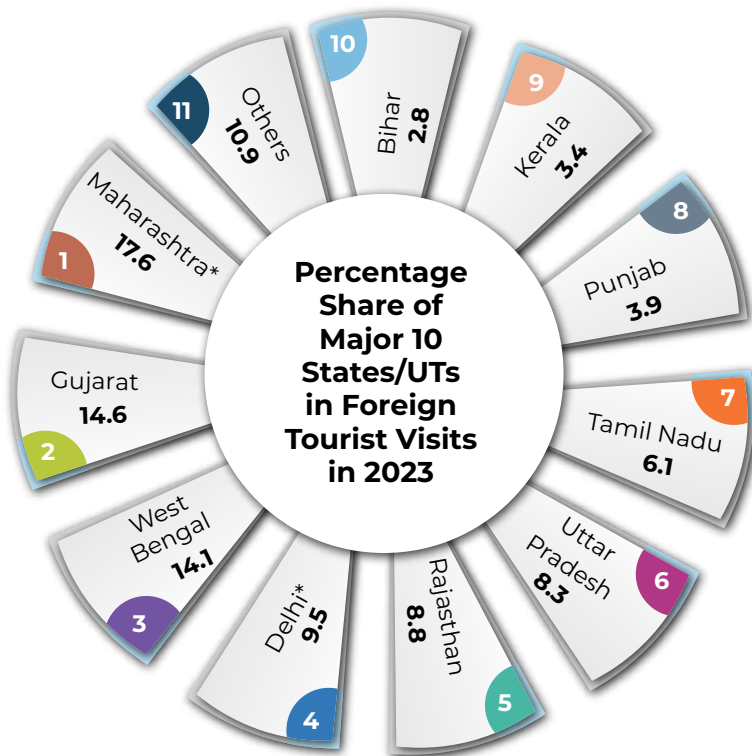 Percentage
Share of
Major 10
States/UTs
in Foreign
Tourist Visits
in 2023
1
Maharashtra*
17.6
2
Gujarat
14.6
3
West
Bengal
14.1
4
Delhi*
9.5
5
Rajasthan
8.8
6
Uttar
Pradesh
8.3
7
Tamil Nadu
6.1
8
Punjab
3.9
9
Kerala
3.4
10
Bihar
2.8
11
Others
10.9